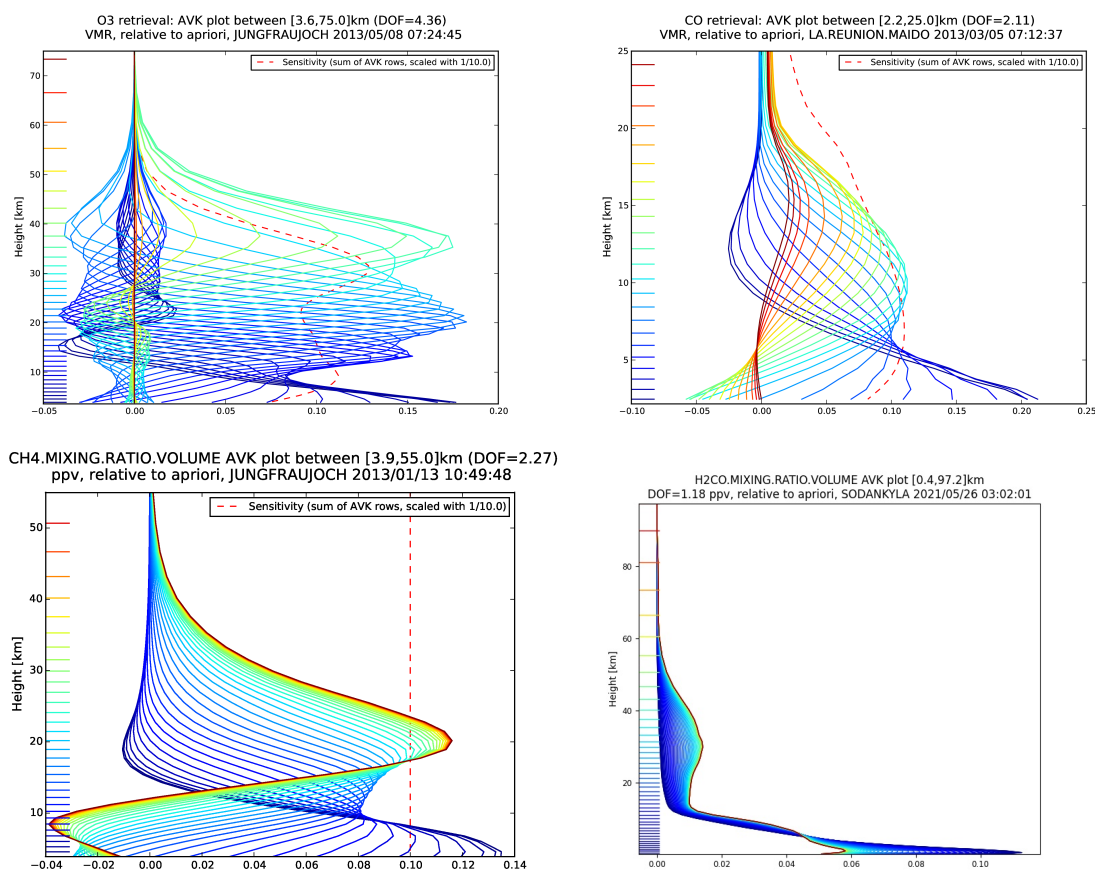 O3 retrieval: AVK plot between [3.6,75.0]km (DOF=4.36)
VMR, relative to apriori, JUNGFRAUJOCH 2013/05/08 07:24:45
Sensitivity (sum of AVK rows, scaled with 1/10.0)
Height [km]
70
60
50
40
30
20
10
−0.05 0.00 0.05 0.10 0.15 0.20
CO retrieval: AVK plot between [2.2,25.0]km (DOF=2.11)
VMR, relative to apriori, LA.REUNION.MAIDO 2013/03/05 07:12:37
Sensitivity (sum of AVK rows, scaled with 1/10.0)
Height [km]
25
20
15
10
5
−0.10 −0.05 0.00 0.05 0.10 0.15 0.20 0.25
CH4.MIXING.RATIO.VOLUME AVK plot between [3.9,55.0]km (DOF=2.27)
ppv, relative to apriori, JUNGFRAUJOCH 2013/01/13 10:49:48
Sensitivity (sum of AVK rows, scaled with 1/10.0)
Height [km]
50
40
30
20
10
−0.04 −0.02 0.00 0.02 0.04 0.06 0.08 0.10 0.12 0.14
H2CO.MIXING.RATIO.VOLUME AVK plot [0.4,97.2]km
DOF=1.18 ppv, relative to apriori, SODANKYLA 2021/05/26 03:02:01
Height [km]
80
60
40
20
0.00 0.02 0.04 0.06 0.08 0.10